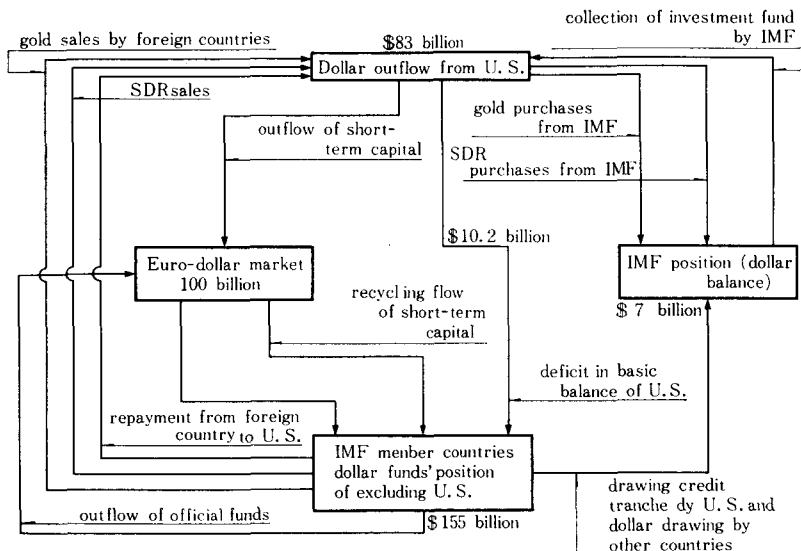 gold sales by foreign countries
SDR sales
$83 billion
Dollar outflow from U. S.
collection of investment fund
by IMF
outflow of short-
term capital
gold purchases
from IMF
SDR
purchases from IMF
$10.2 billion
Euro-dollar market
100 billion
IMF position (dollar
balance)
$ 7 billion
recycling flow
of short-term
capital
deficit in basic
balance of U.S.
repayment from foreign
country to U. S.
IMF menber countries
dollar funds' position
of excluding U. S.
$155 billion
outflow of official funds
drawing credit
tranche dy U. S. and
dollar drawing by
other countries